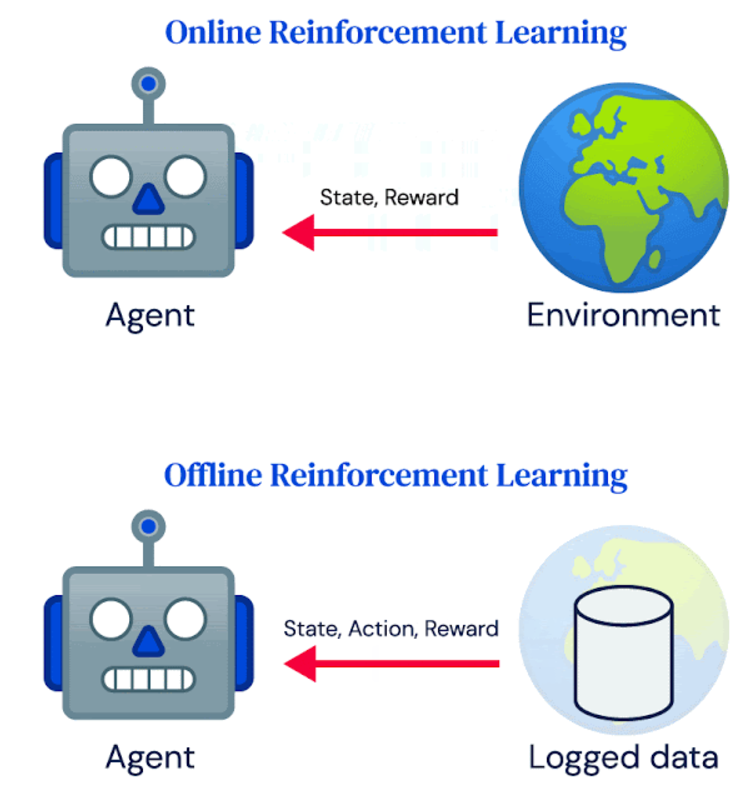 Online Reinforcement Learning
State, Reward
Agent
Environment
Offline Reinforcement Learning
State, Action, Reward
Agent
Logged data